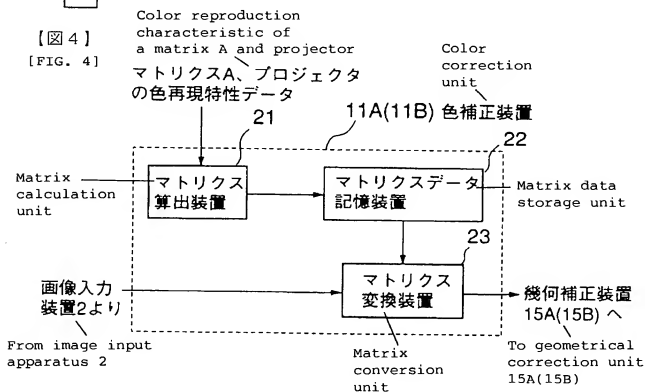 【図4】
[FIG. 4]
Color reproduction
characteristic of
a matrix A and projector
マトリクスA、プロジェクタ
の色再現特性データ
21
Color
correction
unit
11A(11B) 色補正装置
22
Matrix
calculation
unit
マトリクス
算出装置
マトリクスデータ
記憶装置
Matrix data
storage unit
23
画像入力
装置2より
マトリクス
変換装置
幾何補正装置
15A(15B) へ
From image input
apparatus 2
Matrix
conversion
unit
To geometrical
correction unit
15A(15B)